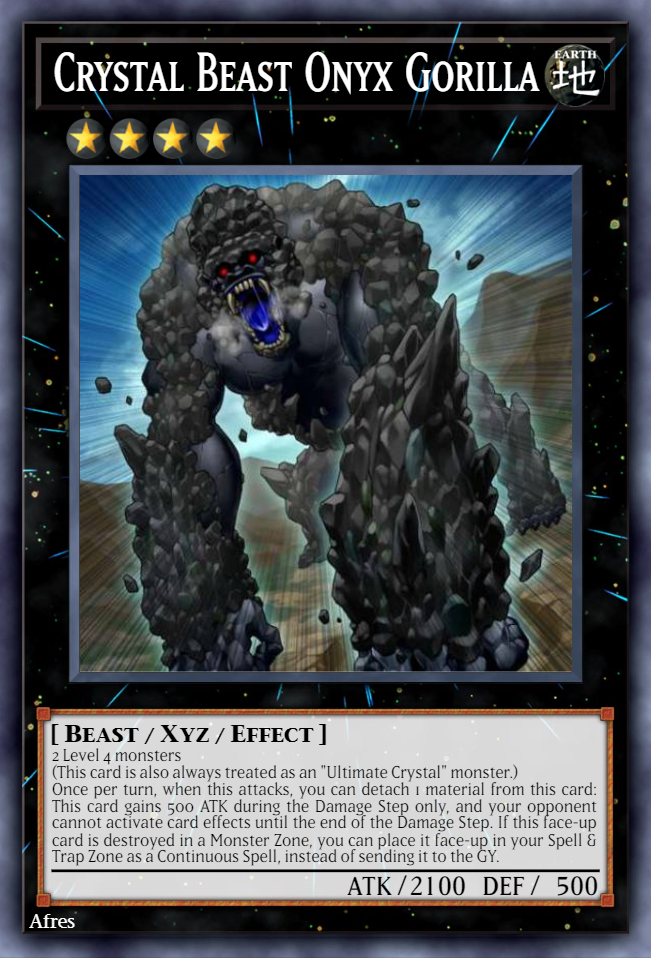 Crystal Beast Onyx Gorilla
EARTH
地
[ Beast / Xyz / Effect ]
2 Level 4 monsters
(This card is also always treated as an "Ultimate Crystal" monster.)
Once per turn, when this attacks, you can detach 1 material from this card:
This card gains 500 ATK during the Damage Step only, and your opponent
cannot activate card effects until the end of the Damage Step. If this face-up
card is destroyed in a Monster Zone, you can place it face-up in your Spell &
Trap Zone as a Continuous Spell, instead of sending it to the GY.
ATK / 2100 DEF / 500
Afres